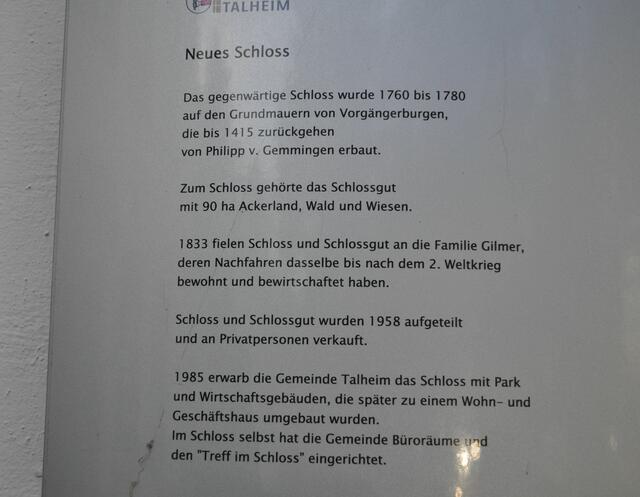 TALHEIM
Neues Schloss
Das gegenwärtige Schloss wurde 1760 bis 1780
auf den Grundmauern von Vorgängerburgen,
die bis 1415 zurückgehen
von Philipp v. Gemmingen erbaut.
Zum Schloss gehörte das Schlossgut
mit 90 ha Ackerland, Wald und Wiesen.
1833 fielen Schloss und Schlossgut an die Familie Gilmer,
deren Nachfahren dasselbe bis nach dem 2. Weltkrieg
bewohnt und bewirtschaftet haben.
Schloss und Schlossgut wurden 1958 aufgeteilt
und an Privatpersonen verkauft.
1985 erwarb die Gemeinde Talheim das Schloss mit Park
und Wirtschaftsgebäuden, die später zu einem Wohn- und
Geschäftshaus umgebaut wurden.
Im Schloss selbst hat die Gemeinde Büroräume und
den "Treff im Schloss" eingerichtet.